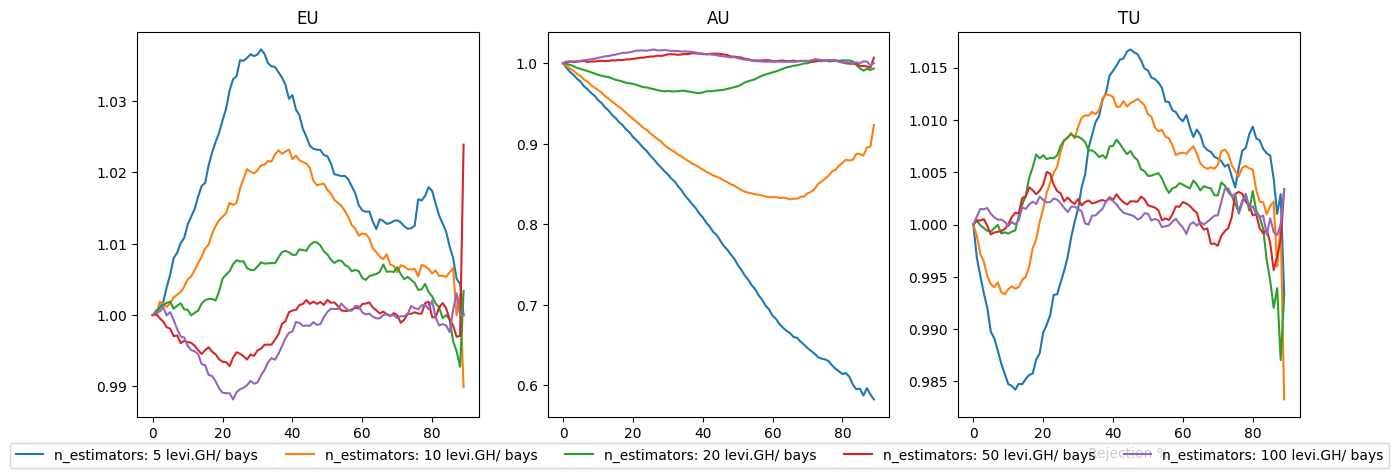 EU
AU
TU
1.03
1.02
1.01
1.00
0.99
0 20 40 60 80
1.0
0.9
0.8
0.7
0.6
0 20 40 60 80
1.015
1.010
1.005
1.000
0.995
0.990
0.985
0 20 40 60 80
Rejection %
n_estimators: 5 levi.GH/ bays
n_estimators: 10 levi.GH/ bays
n_estimators: 20 levi.GH/ bays
n_estimators: 50 levi.GH/ bays
n_estimators: 100 levi.GH/ bays